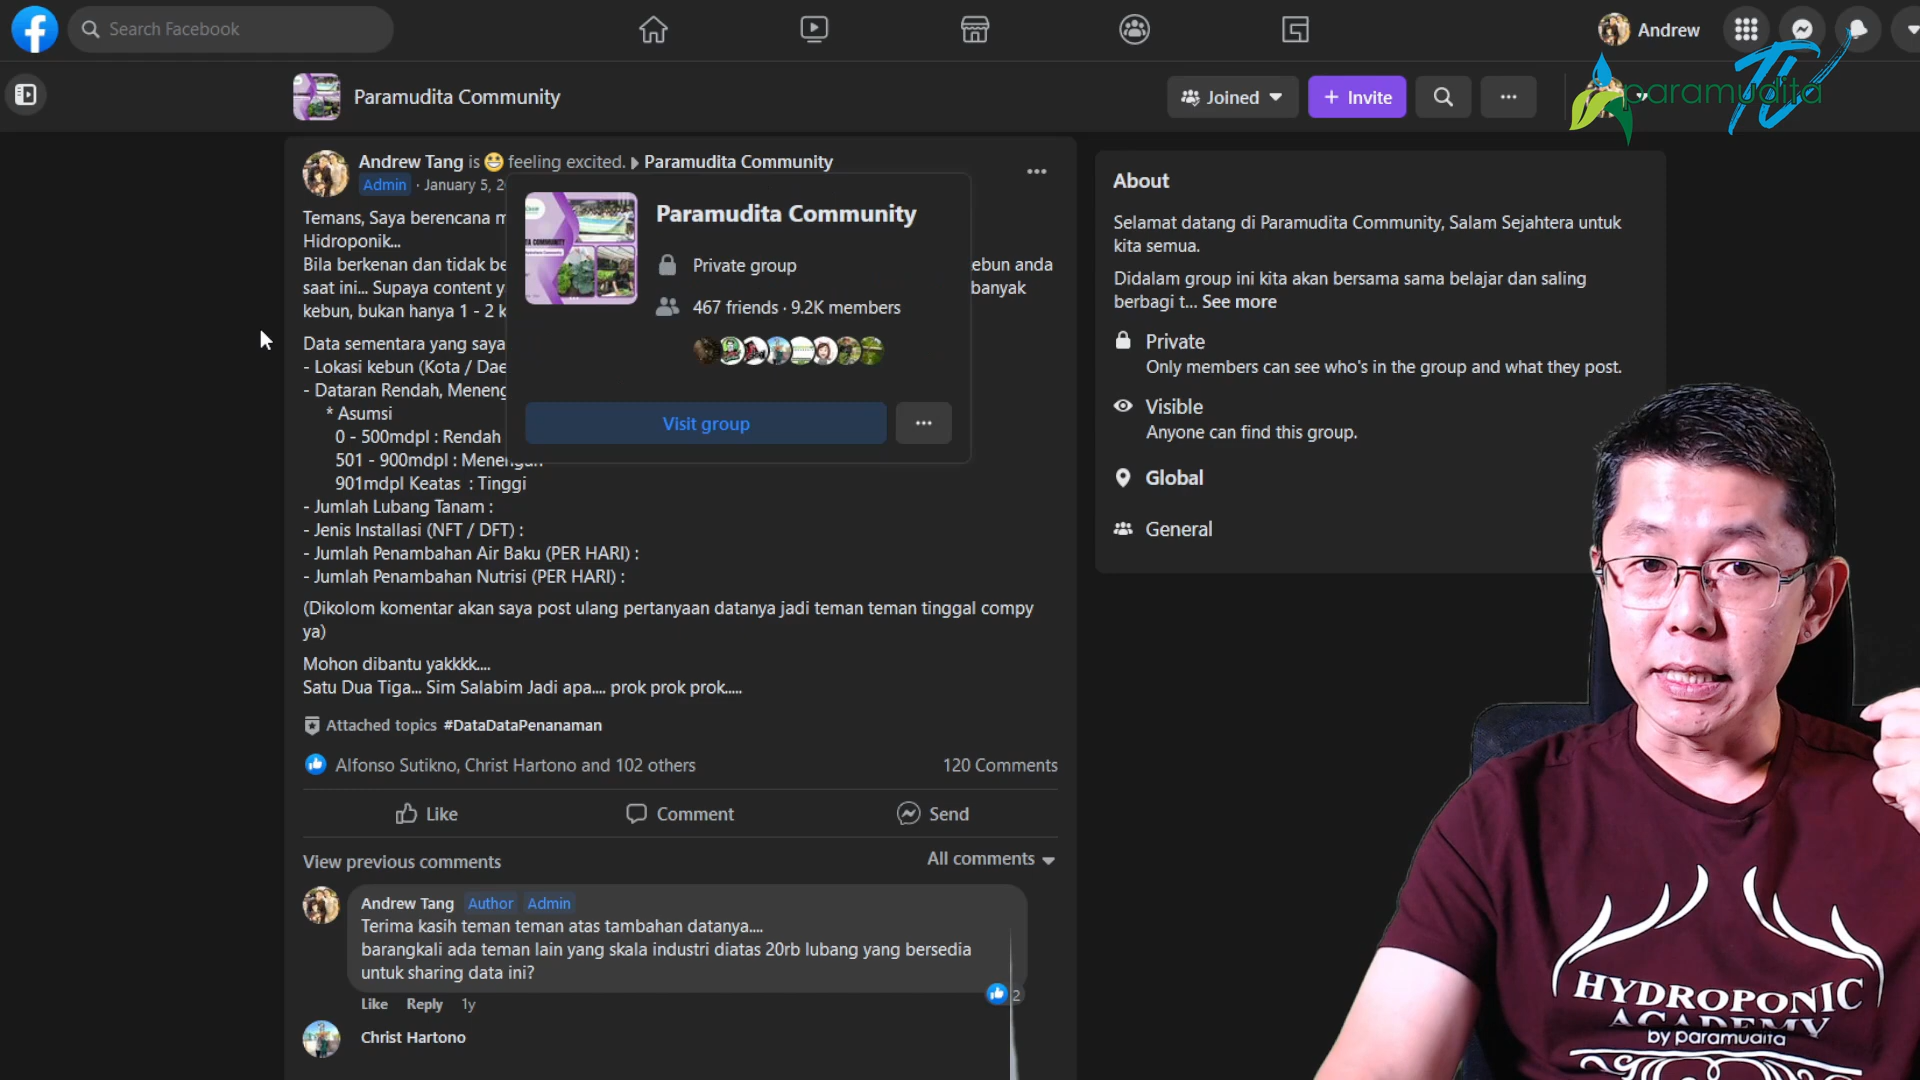 Search Facebook
Andrew
paramudita
TV
Paramudita Community
Joined
+ Invite
Andrew Tang is 😀 feeling excited. ▸ Paramudita Community
Admin · January 5, 2
Temans, Saya berencana m
Hidroponik...
Bila berkenan dan tidak be
ebun anda
saat ini... Supaya content y
banyak
kebun, bukan hanya 1 - 2 k
Data sementara yang saya
- Lokasi kebun (Kota / Dae
- Dataran Rendah, Meneng
* Asumsi
0 - 500mdpl : Rendah
501 - 900mdpl : Menengah
901mdpl Keatas : Tinggi
- Jumlah Lubang Tanam :
- Jenis Installasi (NFT / DFT) :
- Jumlah Penambahan Air Baku (PER HARI) :
- Jumlah Penambahan Nutrisi (PER HARI) :
(Dikolom komentar akan saya post ulang pertanyaan datanya jadi teman teman tinggal compy
ya)
Mohon dibantu yakkkk....
Satu Dua Tiga... Sim Salabim Jadi apa.... prok prok prok.....
Attached topics #DataDataPenanaman
Alfonso Sutikno, Christ Hartono and 102 others
120 Comments
Like
Comment
Send
View previous comments
All comments
Andrew Tang Author Admin
Terima kasih teman teman atas tambahan datanya....
barangkali ada teman lain yang skala industri diatas 20rb lubang yang bersedia
untuk sharing data ini?
2
Like Reply 1y
Christ Hartono
Paramudita Community
Private group
467 friends · 9.2K members
Visit group
About
Selamat datang di Paramudita Community, Salam Sejahtera untuk
kita semua.
Didalam group ini kita akan bersama sama belajar dan saling
berbagi t... See more
Private
Only members can see who's in the group and what they post.
Visible
Anyone can find this group.
Global
General
HYDROPONIC
ACADEMY
by paramudita